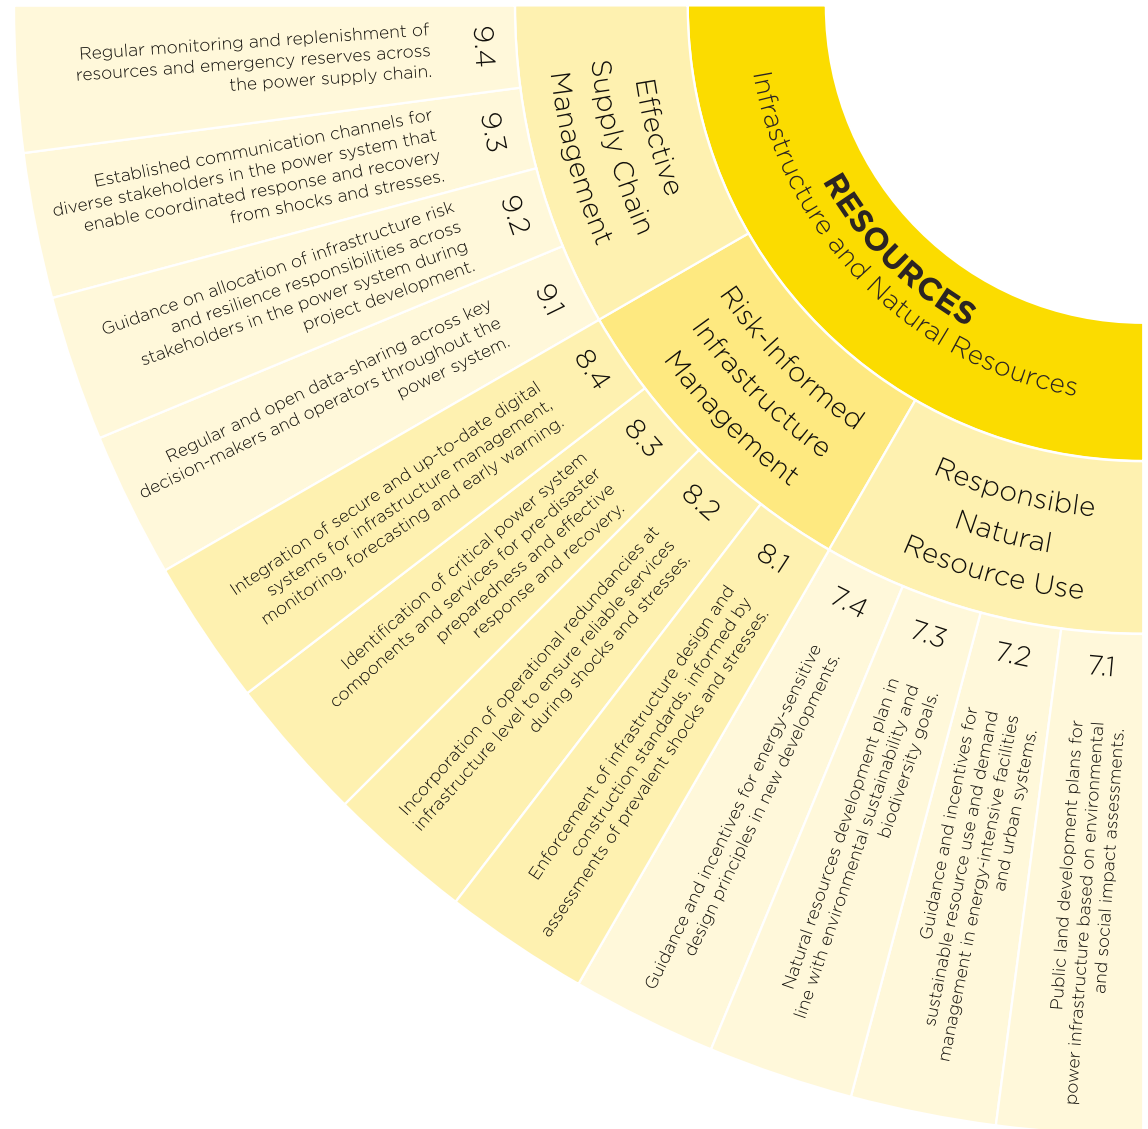 RESOURCES
Infrastructure and Natural Resources
Responsible
Natural
Resource Use
7.1
Public land development plans for
power infrastructure based on environmental
and social impact assessments.
7.2
Guidance and incentives for
sustainable resource use and demand
management in energy-intensive facilities
and urban systems.
7.3
Natural resources development plan in
line with environmental sustainability and
biodiversity goals.
7.4
Guidance and incentives for energy-sensitive
design principles in new developments.
Risk-Informed
Infrastructure
Management
8.1
Enforcement of infrastructure design and
construction standards, informed by
assessments of prevalent shocks and stresses.
8.2
Incorporation of operational redundancies at
infrastructure level to ensure reliable services
during shocks and stresses.
8.3
Identification of critical power system
components and services for pre-disaster
preparedness and effective
response and recovery.
8.4
Integration of secure and up-to-date digital
systems for infrastructure management,
monitoring, forecasting and early warning.
Effective
Supply Chain
Management
9.1
Regular and open data-sharing across key
decision-makers and operators throughout the
power system.
9.2
Guidance on allocation of infrastructure risk
and resilience responsibilities across
stakeholders in the power system during
project development.
9.3
Established communication channels for
diverse stakeholders in the power system that
enable coordinated response and recovery
from shocks and stresses.
9.4
Regular monitoring and replenishment of
resources and emergency reserves across
the power supply chain.